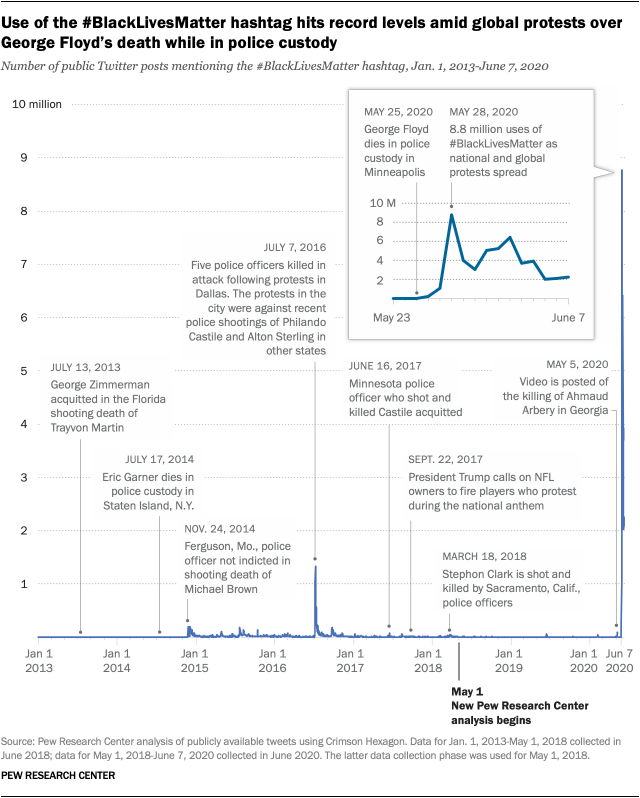 Use of the #BlackLivesMatter hashtag hits record levels amid global protests over
George Floyd's death while in police custody
Number of public Twitter posts mentioning the #BlackLivesMatter hashtag, Jan. 1, 2013-June 7, 2020
10 million
9
8
7
6
5
4
3
2
1
MAY 25, 2020
George Floyd
dies in police
custody in
Minneapolis
MAY 28, 2020
8.8 million uses of
#BlackLivesMatter as
national and global
protests spread
10 M
8
6
4
2
May 23
June 7
JULY 7, 2016
Five police officers killed in
attack following protests in
Dallas. The protests in the
city were against recent
police shootings of Philando
Castile and Alton Sterling in
other states
JULY 13, 2013
George Zimmerman
acquitted in the Florida
shooting death of
Trayvon Martin
JUNE 16, 2017
Minnesota police
officer who shot and
killed Castile acquitted
MAY 5, 2020
Video is posted of
the killing of Ahmaud
Arbery in Georgia
JULY 17, 2014
Eric Garner dies in
police custody in
Staten Island, N.Y.
SEPT. 22, 2017
President Trump calls on NFL
owners to fire players who protest
during the national anthem
NOV. 24, 2014
Ferguson, Mo., police
officer not indicted in
shooting death of
Michael Brown
MARCH 18, 2018
Stephon Clark is shot and
killed by Sacramento, Calif.,
police officers
Jan 1
2013
Jan 1
2014
Jan 1
2015
Jan 1
2016
Jan 1
2017
Jan 1
2018
Jan 1
2019
Jan 1
2020
Jun 7
2020
May 1
New Pew Research Center
analysis begins
Source: Pew Research Center analysis of publicly available tweets using Crimson Hexagon. Data for Jan. 1, 2013-May 1, 2018 collected in
June 2018; data for May 1, 2018-June 7, 2020 collected in June 2020. The latter data collection phase was used for May 1, 2018.
PEW RESEARCH CENTER